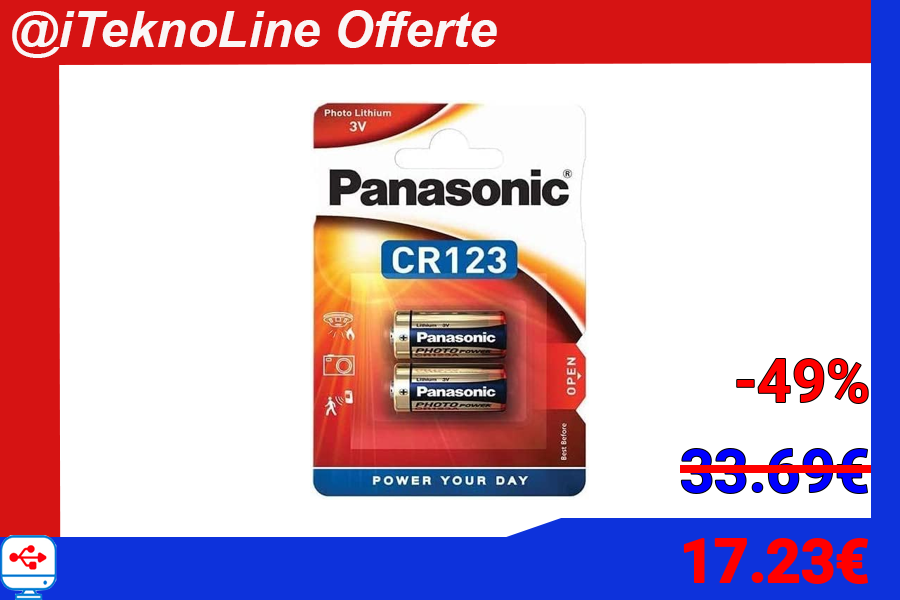 @iTeknoLine Offerte
Photo Lithium
3V
Panasonic®
CR123
Lithium 3V
Panasonic
PHOTO POWER
Lithium 3V
Panasonic
PHOTO POWER
OPEN
Best Before
POWER YOUR DAY
-49%
33.69€
17.23€